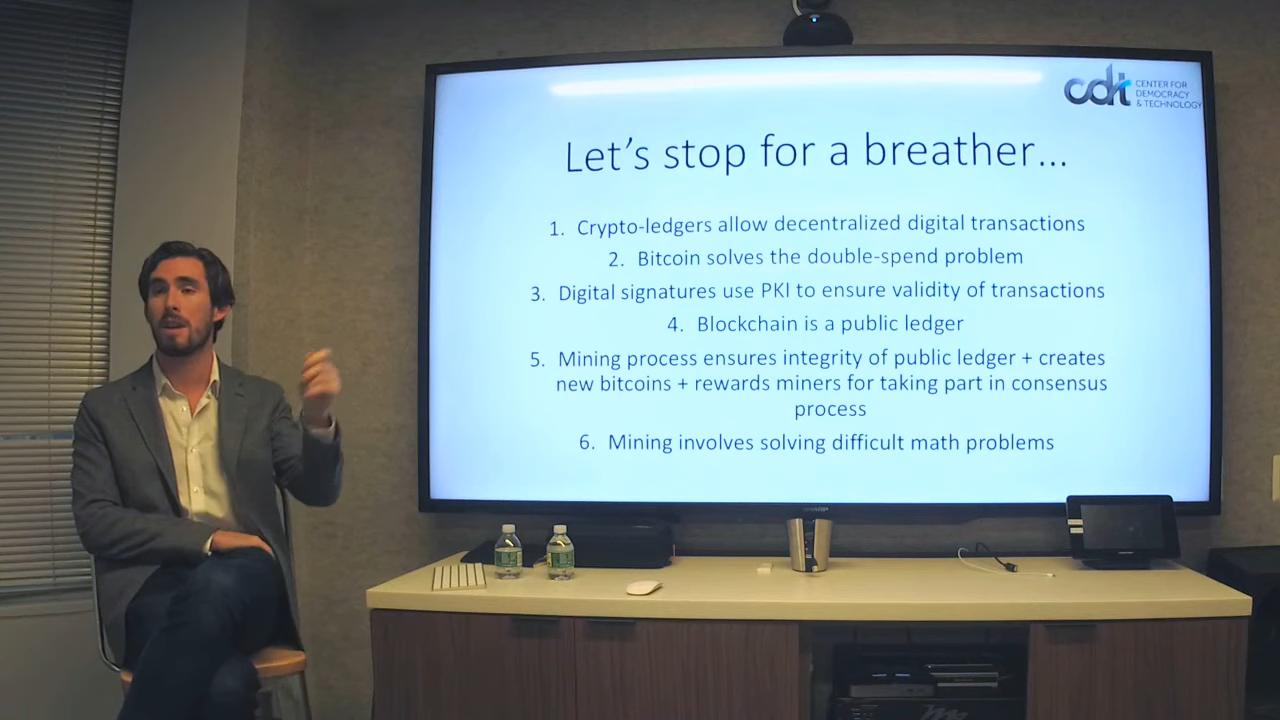 cdt CENTER FOR
DEMOCRACY
& TECHNOLOGY
Let's stop for a breather...
1. Crypto-ledgers allow decentralized digital transactions
2. Bitcoin solves the double-spend problem
3. Digital signatures use PKI to ensure validity of transactions
4. Blockchain is a public ledger
5. Mining process ensures integrity of public ledger + creates
new bitcoins + rewards miners for taking part in consensus
process
6. Mining involves solving difficult math problems
SHARP